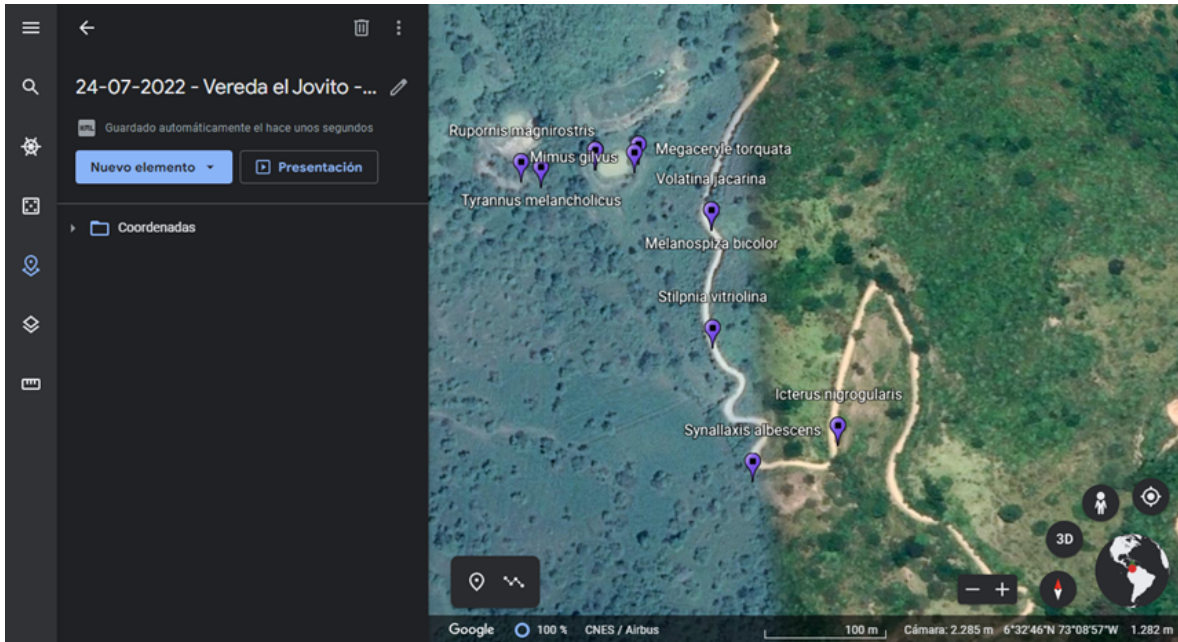 24-07-2022 - Vereda el Jovito -...
KML Guardado automáticamente el hace unos segundos
Nuevo elemento
Presentación
Coordenadas
Rupornis magnirostris
Mimus gilvus
Megaceryle torquata
Volatina jacarina
Tyrannus melancholicus
Melanospiza bicolor
Stilpnia vitriolina
Icterus nigrogularis
Synallaxis albescens
3D
Google
100 %
CNES / Airbus
100 m
Cámara: 2.285 m
6°32'46"N 73°08'57"W
1.282 m